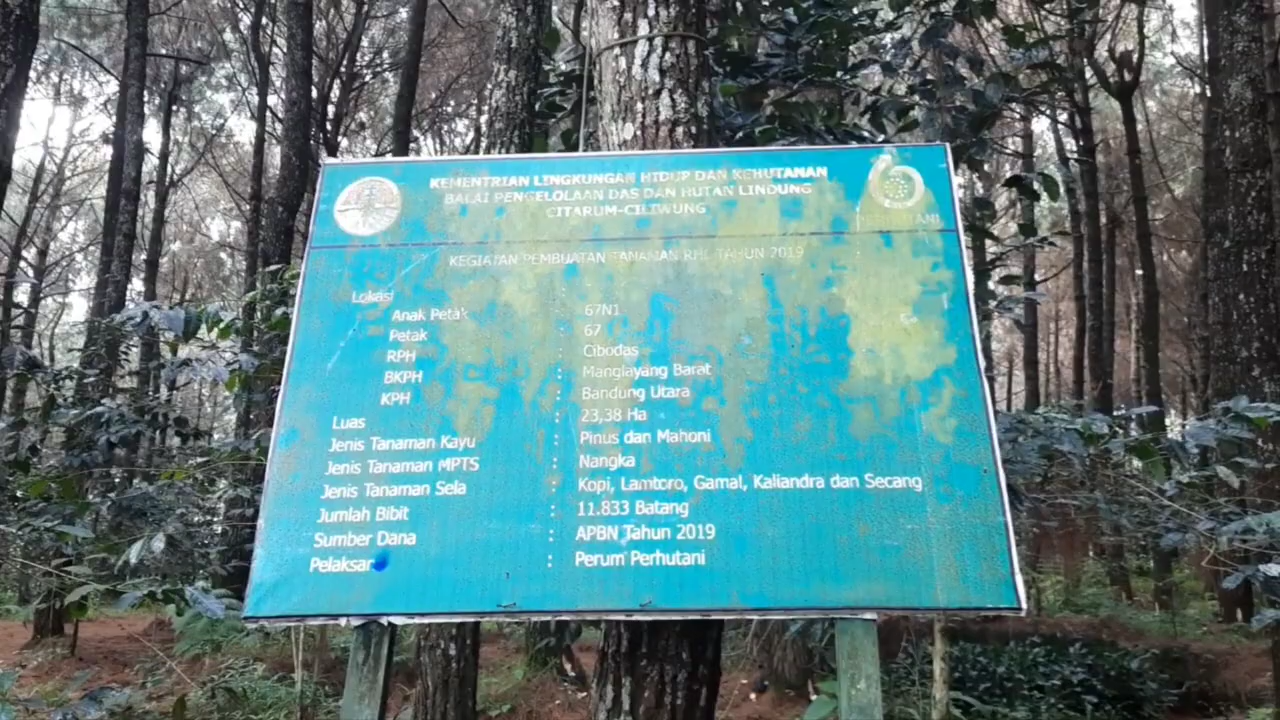 KEMENTRIAN LINGKUNGAN HIDUP DAN KEHUTANAN
BALAI PENGELOLAAN DAS DAN HUTAN LINDUNG
CITARUM-CILIWUNG
PERHUTANI
KEGIATAN PEMBUATAN TANAMAN RHL TAHUN 2019
Lokasi
Anak Petak : 67N1
Petak : 67
RPH : Cibodas
BKPH : Manglayang Barat
KPH : Bandung Utara
Luas : 23,38 Ha
Jenis Tanaman Kayu : Pinus dan Mahoni
Jenis Tanaman MPTS : Nangka
Jenis Tanaman Sela : Kopi, Lamtoro, Gamal, Kaliandra dan Secang
Jumlah Bibit : 11.833 Batang
Sumber Dana : APBN Tahun 2019
Pelaksan : Perum Perhutani